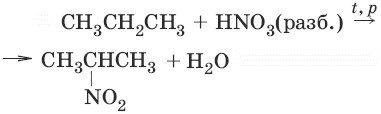 CH₃CH₂CH₃ + HNO₃(разб.) →t, p
→ CH₃CHCH₃ + H₂O
|
NO₂